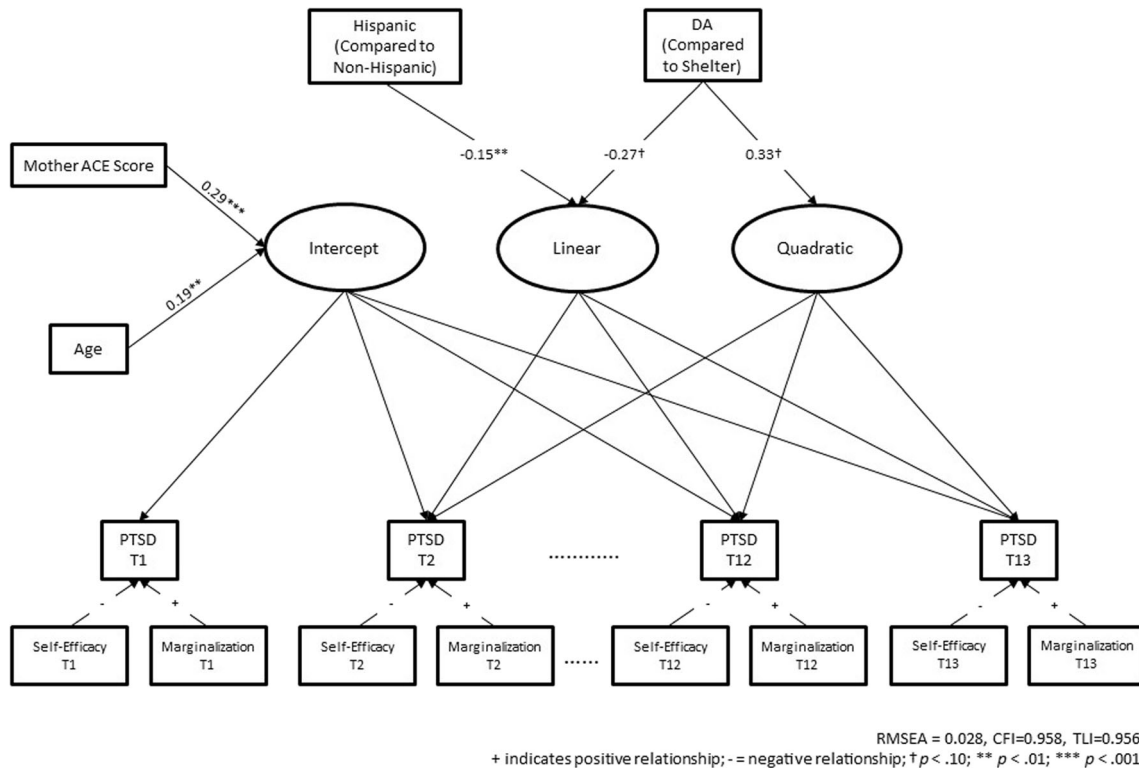 Hispanic
(Compared to
Non-Hispanic)
DA
(Compared
to Shelter)
-0.15**
-0.27†
0.33†
Mother ACE Score
0.29***
Intercept
Linear
Quadratic
0.19**
Age
PTSD
T1
PTSD
T2
............
PTSD
T12
PTSD
T13
- + - + - + - +
Self-Efficacy
T1
Marginalization
T1
Self-Efficacy
T2
Marginalization
T2
......
Self-Efficacy
T12
Marginalization
T12
Self-Efficacy
T13
Marginalization
T13
RMSEA = 0.028, CFI=0.958, TLI=0.956
+ indicates positive relationship; - = negative relationship; † p < .10; ** p < .01; *** p < .001